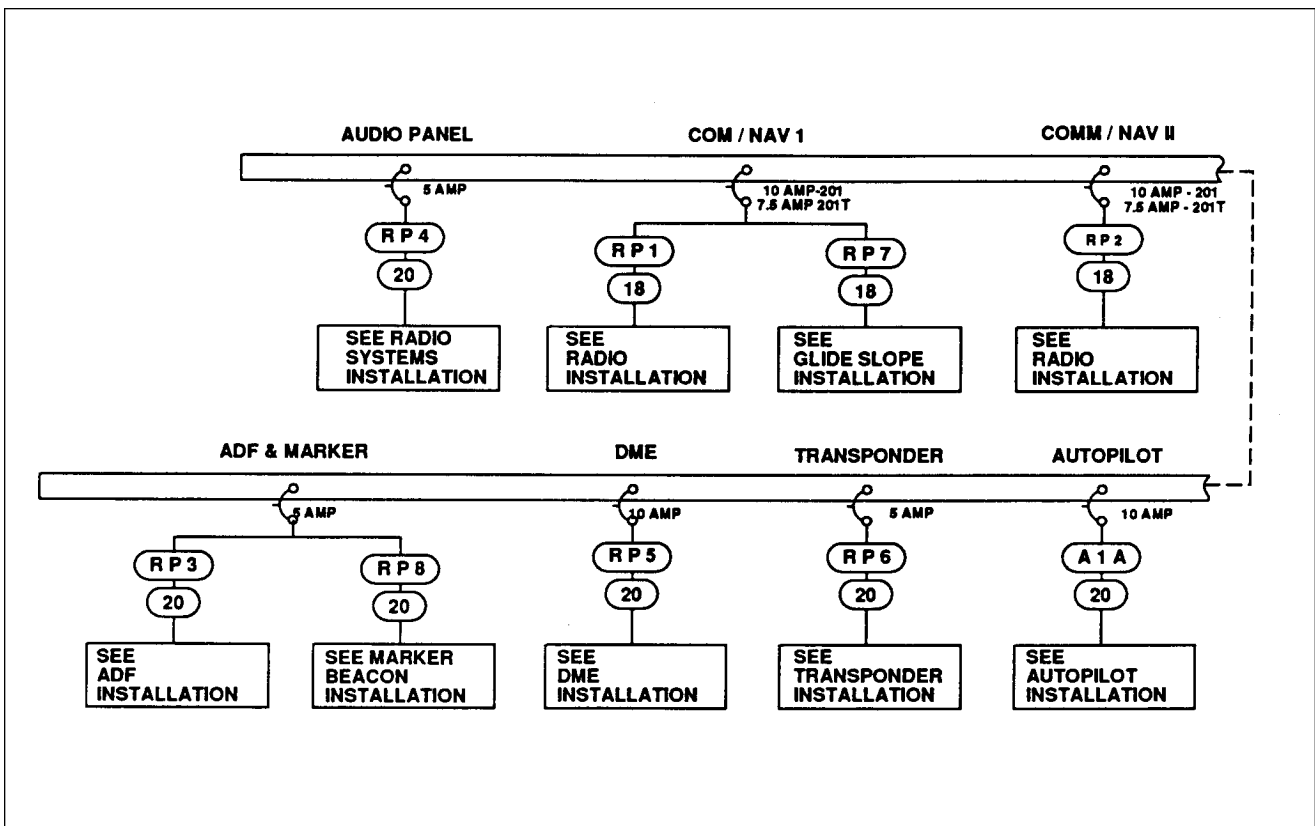 AUDIO PANEL
COM / NAV 1
COMM / NAV II
5 AMP
10 AMP-201
7.5 AMP 201T
10 AMP - 201
7.5 AMP - 201T
RP4
20
RP1
18
RP7
18
RP2
18
SEE RADIO
SYSTEMS
INSTALLATION
SEE
RADIO
INSTALLATION
SEE
GLIDE SLOPE
INSTALLATION
SEE
RADIO
INSTALLATION
ADF & MARKER
DME
TRANSPONDER
AUTOPILOT
5 AMP
10 AMP
5 AMP
10 AMP
RP3
20
RP8
20
RP5
20
RP6
20
A1A
20
SEE
ADF
INSTALLATION
SEE MARKER
BEACON
INSTALLATION
SEE
DME
INSTALLATION
SEE
TRANSPONDER
INSTALLATION
SEE
AUTOPILOT
INSTALLATION